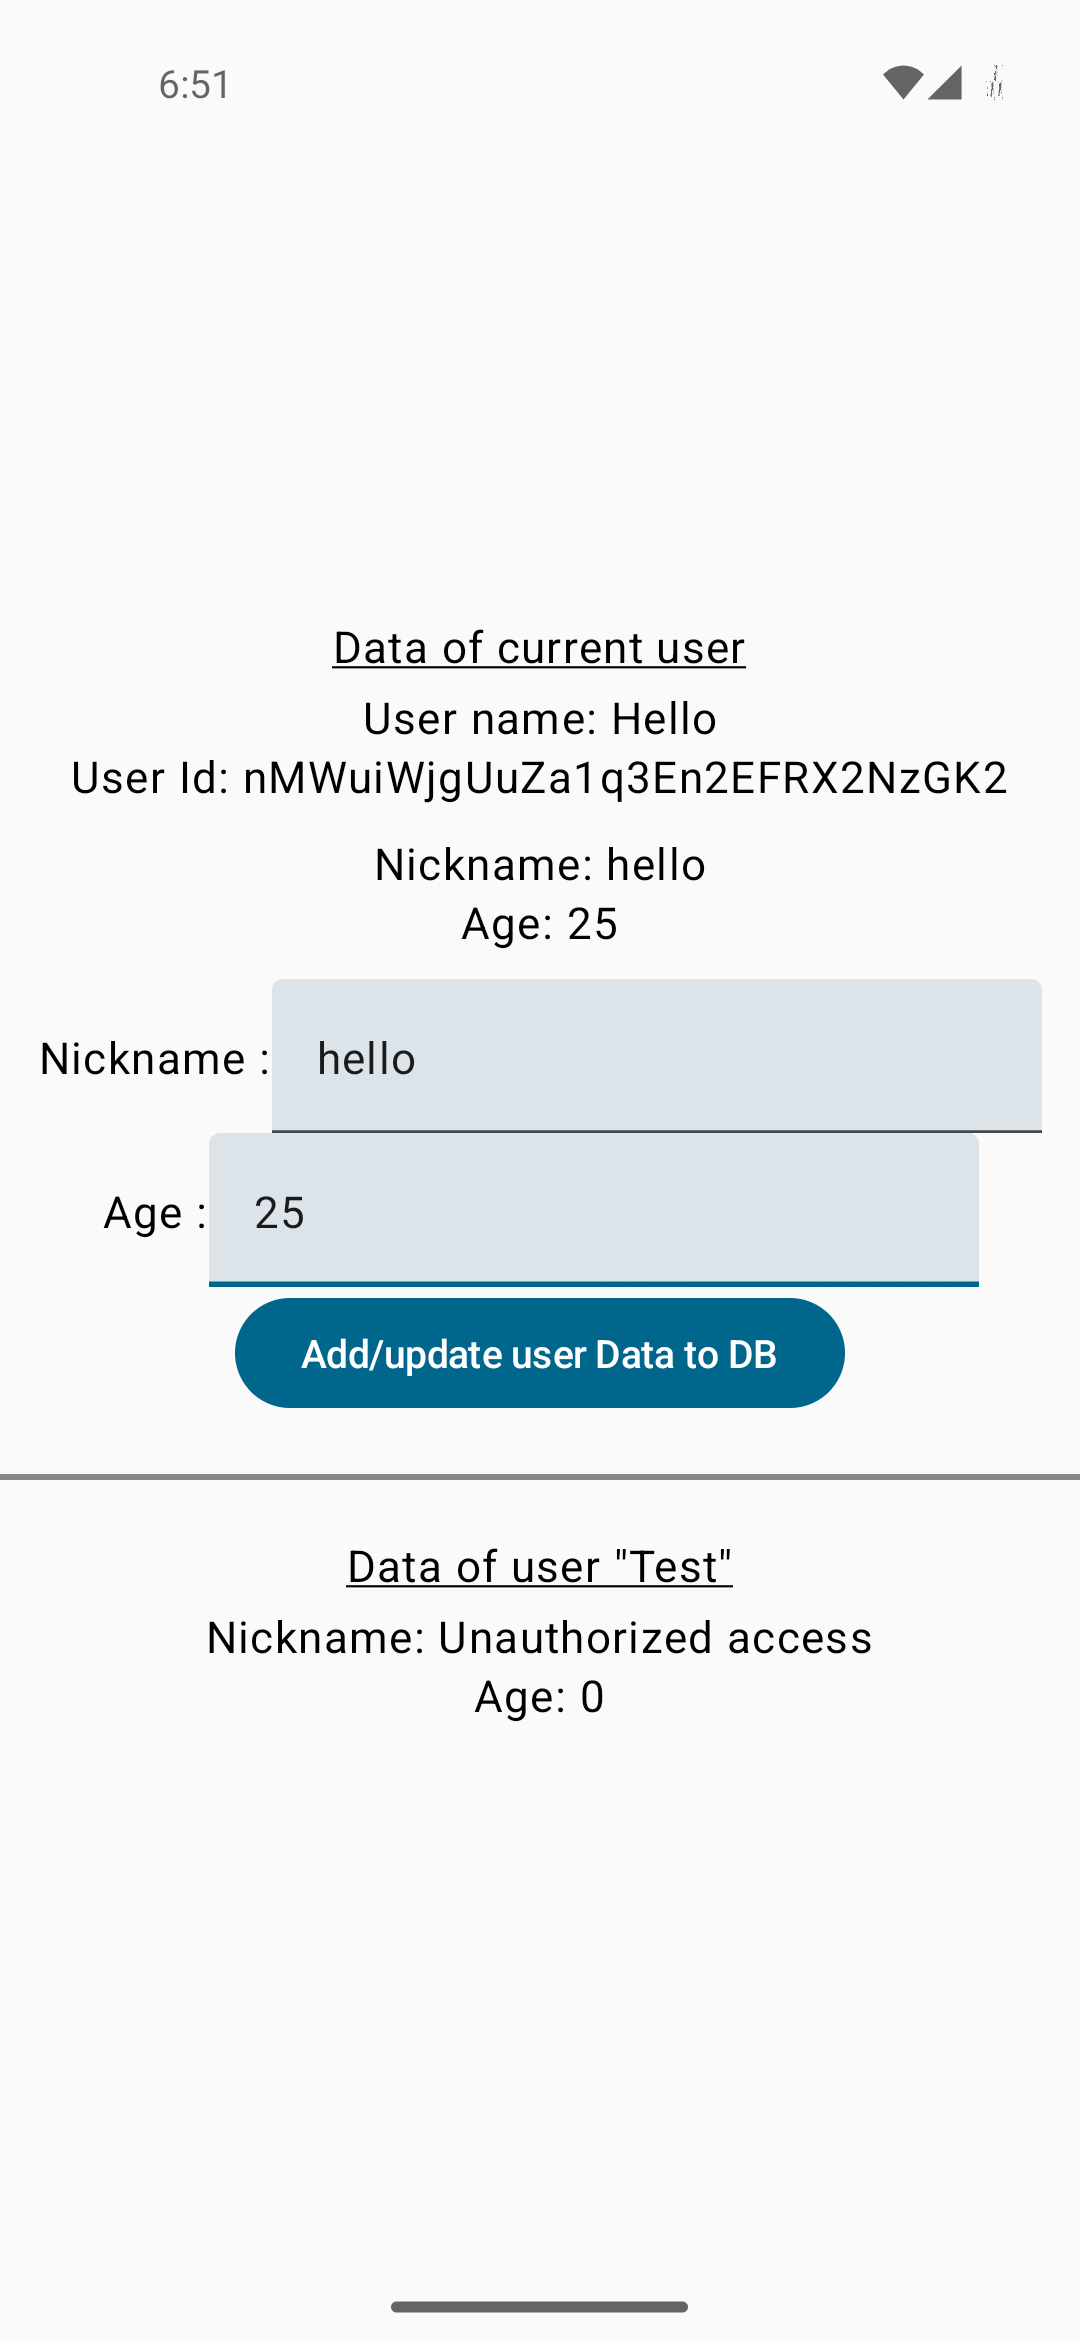 6:51
Data of current user
User name: Hello
User Id: nMWuiWjgUuZa1q3En2EFRX2NzGK2
Nickname: hello
Age: 25
Nickname : hello
Age : 25
Add/update user Data to DB
Data of user "Test"
Nickname: Unauthorized access
Age: 0